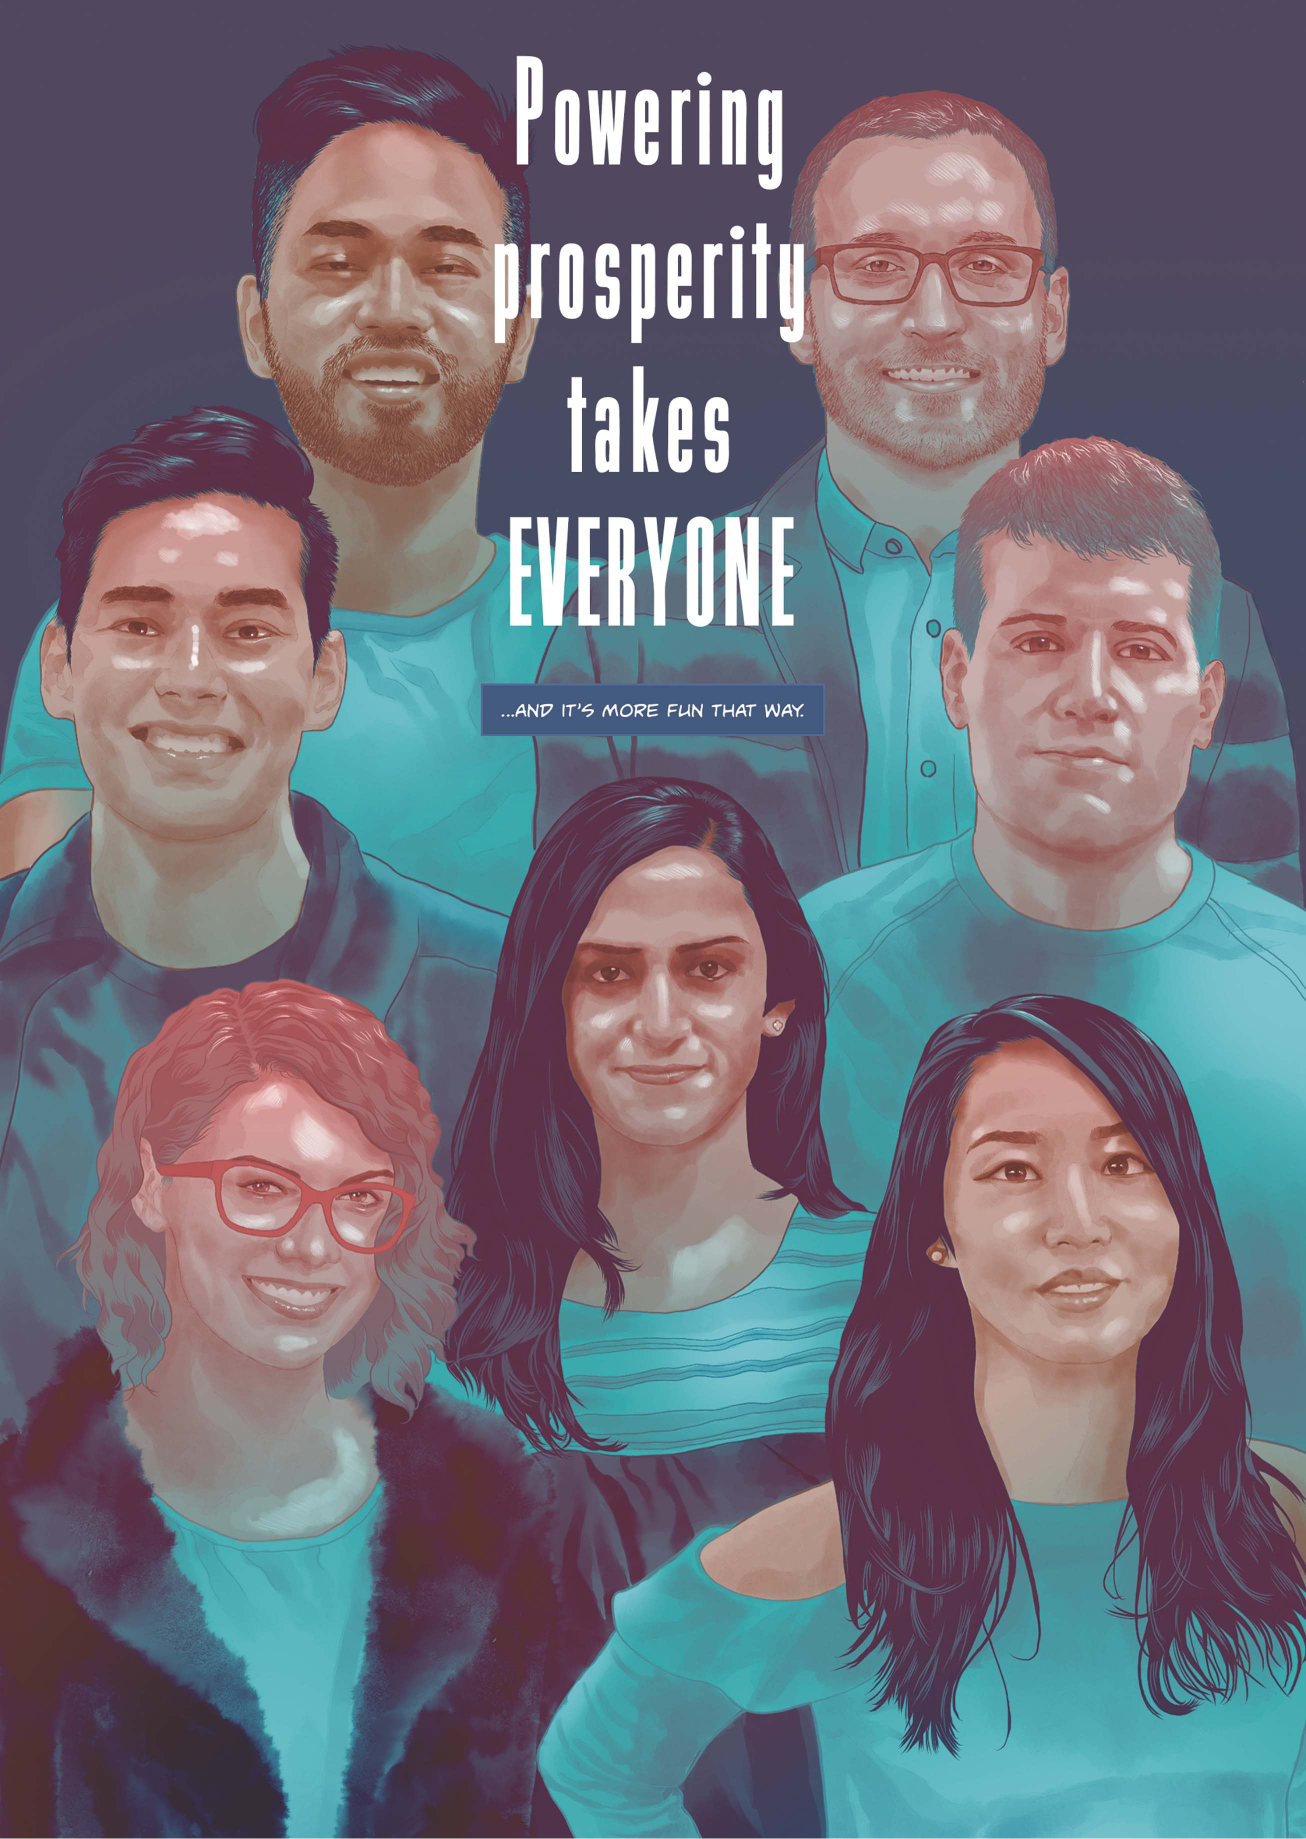 Powering
prosperity
takes
EVERYONE
...AND IT'S MORE FUN THAT WAY.